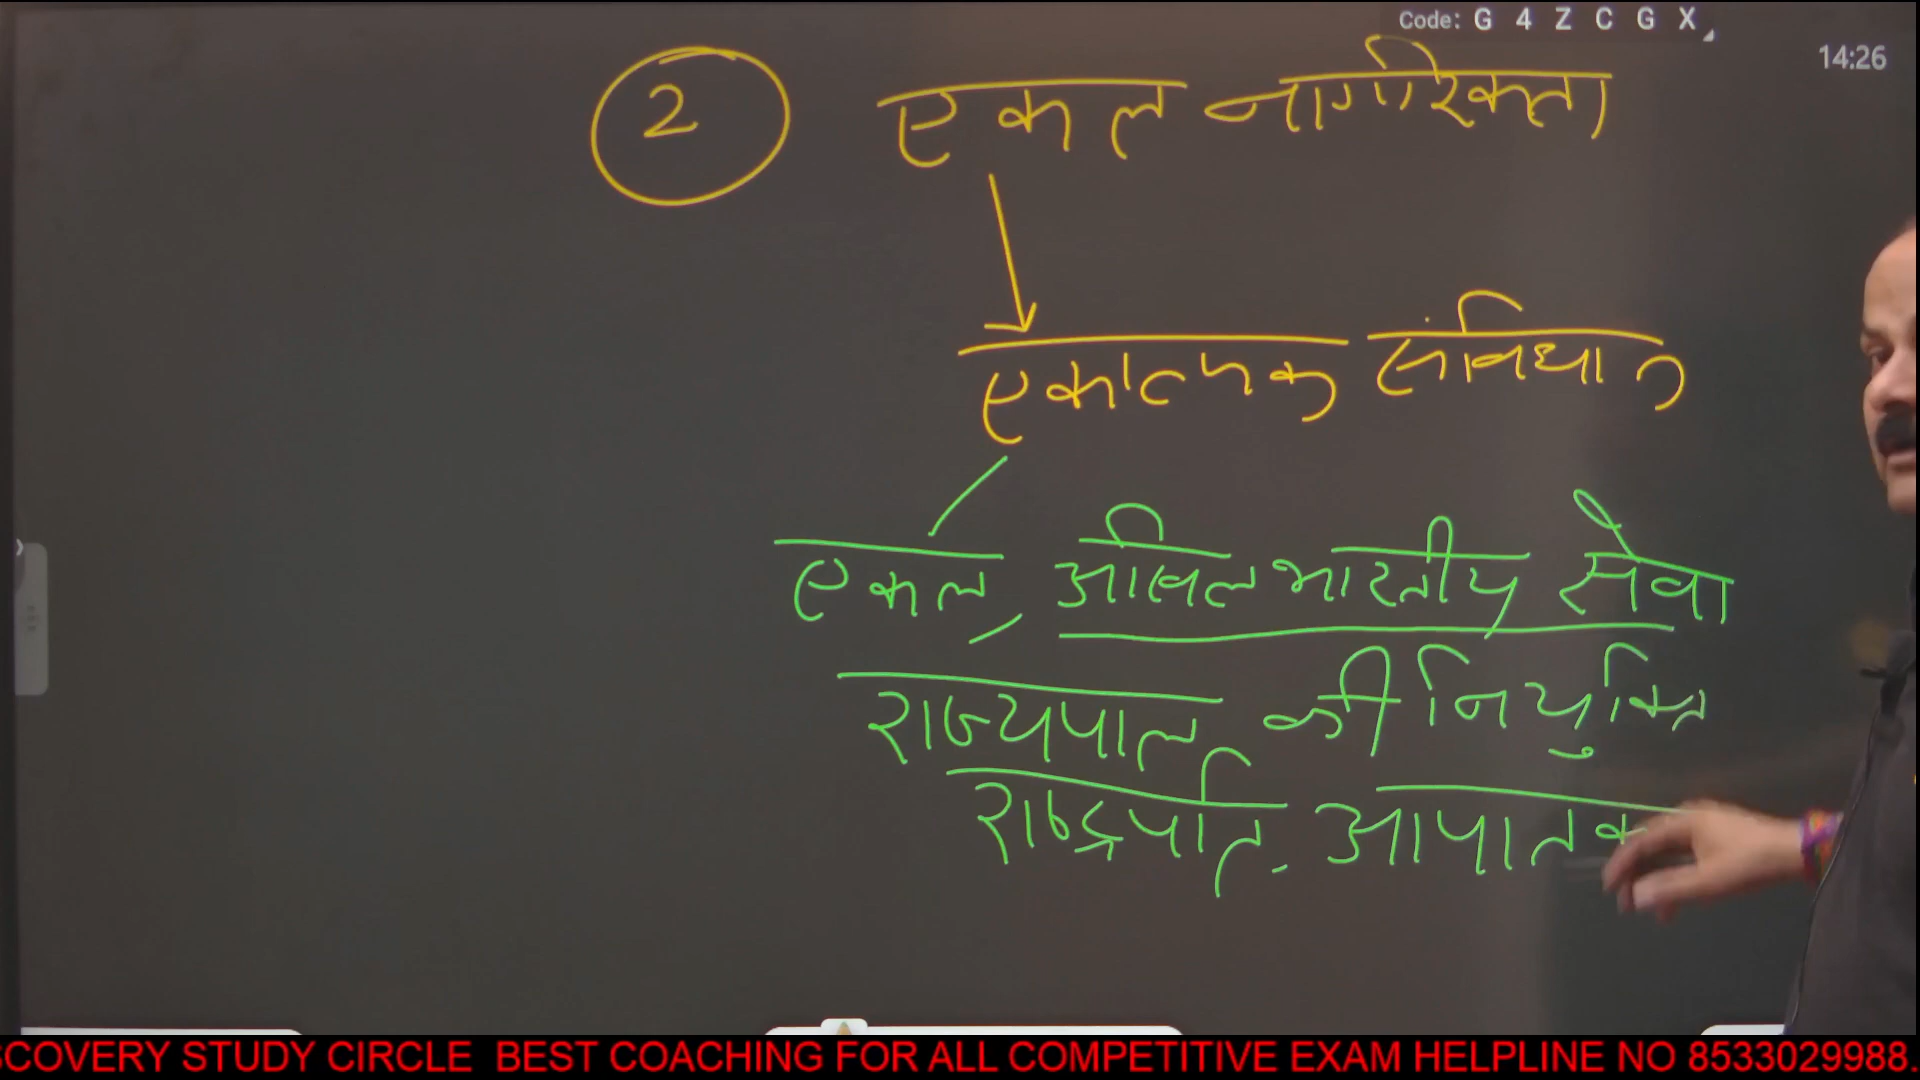 Code: G 4 Z C G X
14:26
2 एकल नागरिकता
एकात्मक संविधान
एकल, अखिल भारतीय सेवा
राज्यपाल की नियुक्ति
राष्ट्रपति. आपात
SCOVERY STUDY CIRCLE BEST COACHING FOR ALL COMPETITIVE EXAM HELPLINE NO 8533029988.